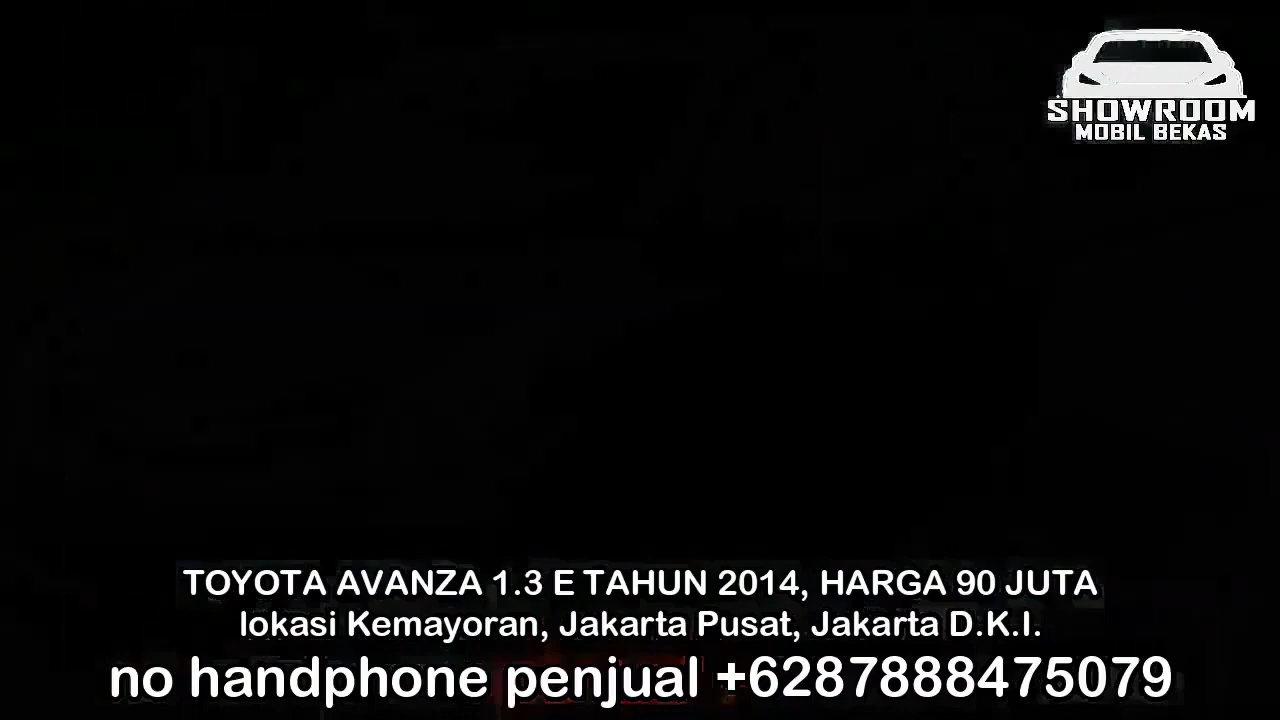 SHOWROOM
MOBIL BEKAS
TOYOTA AVANZA 1.3 E TAHUN 2014, HARGA 90 JUTA
lokasi Kemayoran, Jakarta Pusat, Jakarta D.K.I.
no handphone penjual +6287888475079